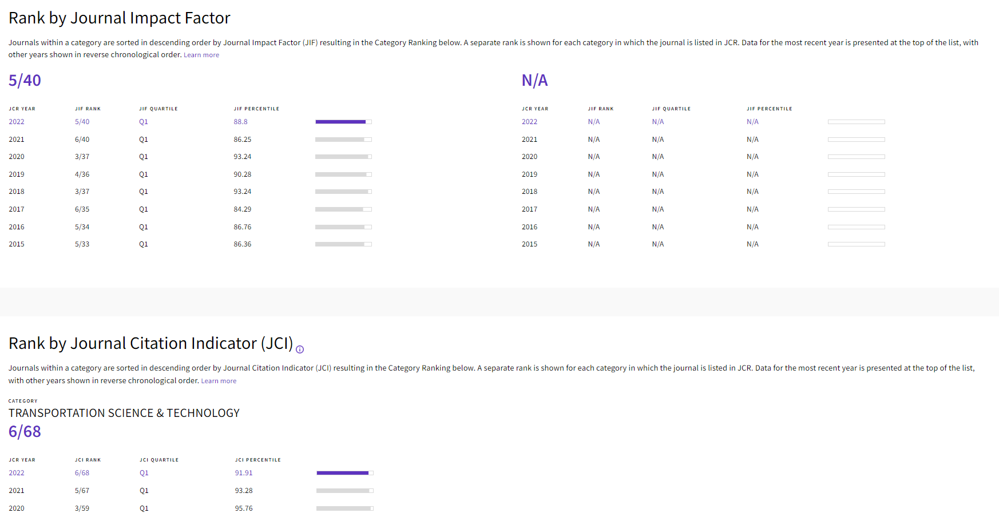 Rank by Journal Impact Factor
Journals within a category are sorted in descending order by Journal Impact Factor (JIF) resulting in the Category Ranking below. A separate rank is shown for each category in which the journal is listed in JCR. Data for the most recent year is presented at the top of the list, with
other years shown in reverse chronological order. Learn more
5/40
JCR YEAR JIF RANK JIF QUARTILE JIF PERCENTILE
2022 5/40 Q1 88.8
2021 6/40 Q1 86.25
2020 3/37 Q1 93.24
2019 4/36 Q1 90.28
2018 3/37 Q1 93.24
2017 6/35 Q1 84.29
2016 5/34 Q1 86.76
2015 5/33 Q1 86.36
N/A
JCR YEAR JIF RANK JIF QUARTILE JIF PERCENTILE
2022 N/A N/A N/A
2021 N/A N/A N/A
2020 N/A N/A N/A
2019 N/A N/A N/A
2018 N/A N/A N/A
2017 N/A N/A N/A
2016 N/A N/A N/A
2015 N/A N/A N/A
Rank by Journal Citation Indicator (JCI)
Journals within a category are sorted in descending order by Journal Citation Indicator (JCI) resulting in the Category Ranking below. A separate rank is shown for each category in which the journal is listed in JCR. Data for the most recent year is presented at the top of the list,
with other years shown in reverse chronological order. Learn more
CATEGORY
TRANSPORTATION SCIENCE & TECHNOLOGY
6/68
JCR YEAR JCI RANK JCI QUARTILE JCI PERCENTILE
2022 6/68 Q1 91.91
2021 5/67 Q1 93.28
2020 3/59 Q1 95.76